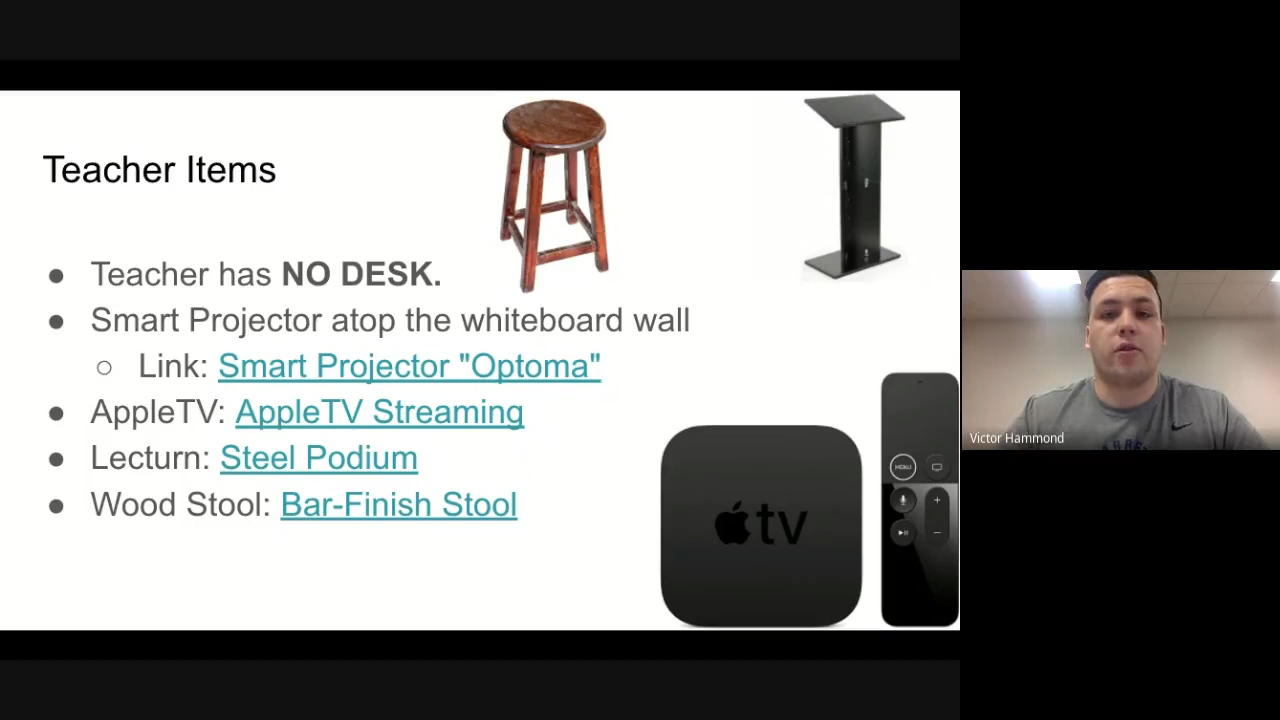 Teacher Items
● Teacher has NO DESK.
● Smart Projector atop the whiteboard wall
○ Link: Smart Projector "Optoma"
● AppleTV: AppleTV Streaming
● Lecturn: Steel Podium
● Wood Stool: Bar-Finish Stool
tv
MENU
Victor Hammond